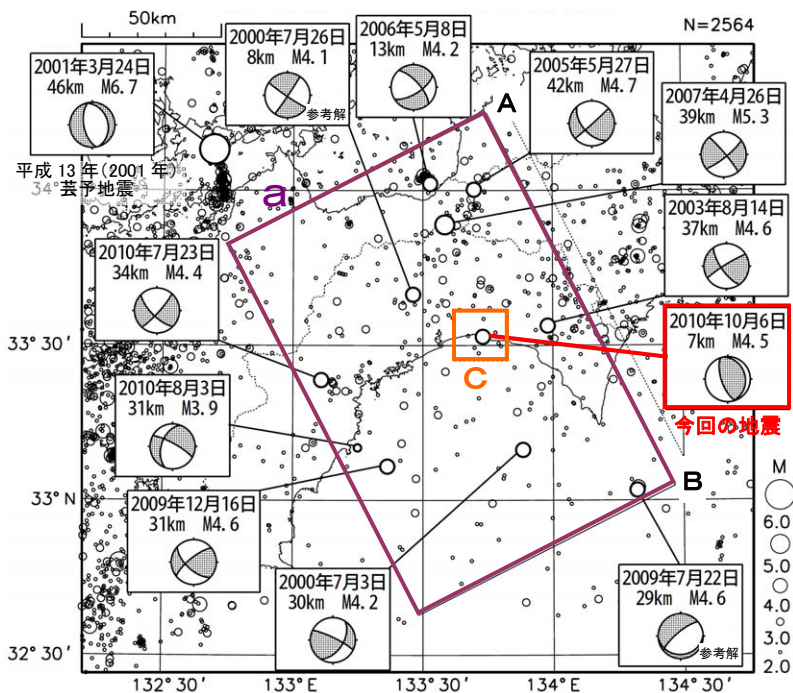 50km
N=2564
2001年3月24日
46km M6.7
平成 13 年(2001 年)
芸予地震
2000年7月26日
8km M4.1
参考解
2006年5月8日
13km M4.2
2005年5月27日
42km M4.7
2007年4月26日
39km M5.3
2003年8月14日
37km M4.6
2010年10月6日
7km M4.5
今回の地震
2010年7月23日
34km M4.4
2010年8月3日
31km M3.9
2009年12月16日
31km M4.6
2000年7月3日
30km M4.2
2009年7月22日
29km M4.6
参考解
A
a
c
B
34°
33°30'
33°N
32°30'
132°30'
133°E
133°30'
134°
134°30'
M
6.0
5.0
4.0
3.0
2.0